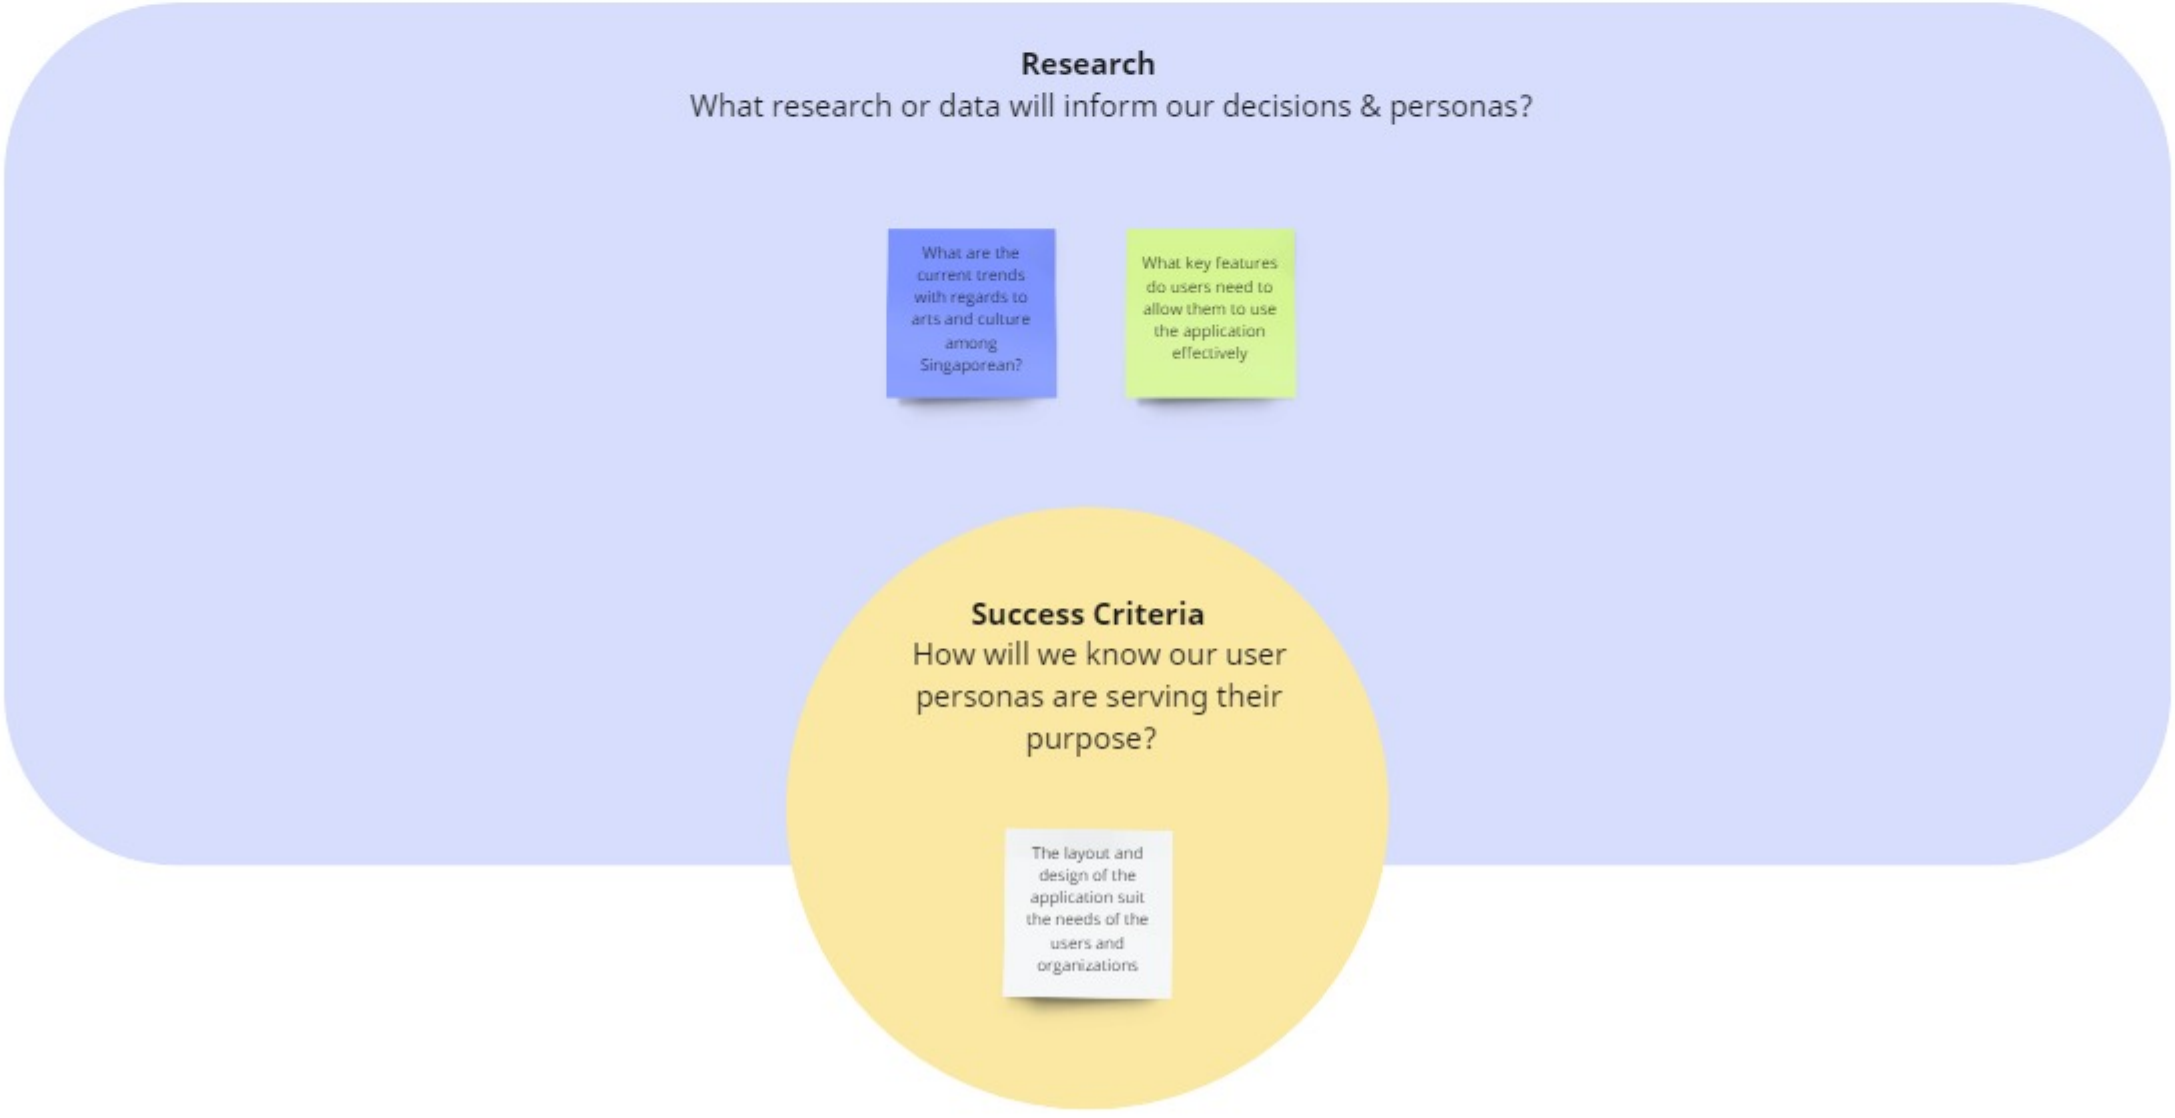 Research
What research or data will inform our decisions & personas?
What are the
current trends
with regards to
arts and culture
among
Singaporean?
What key features
do users need to
allow them to use
the application
effectively
Success Criteria
How will we know our user
personas are serving their
purpose?
The layout and
design of the
application suit
the needs of the
users and
organizations